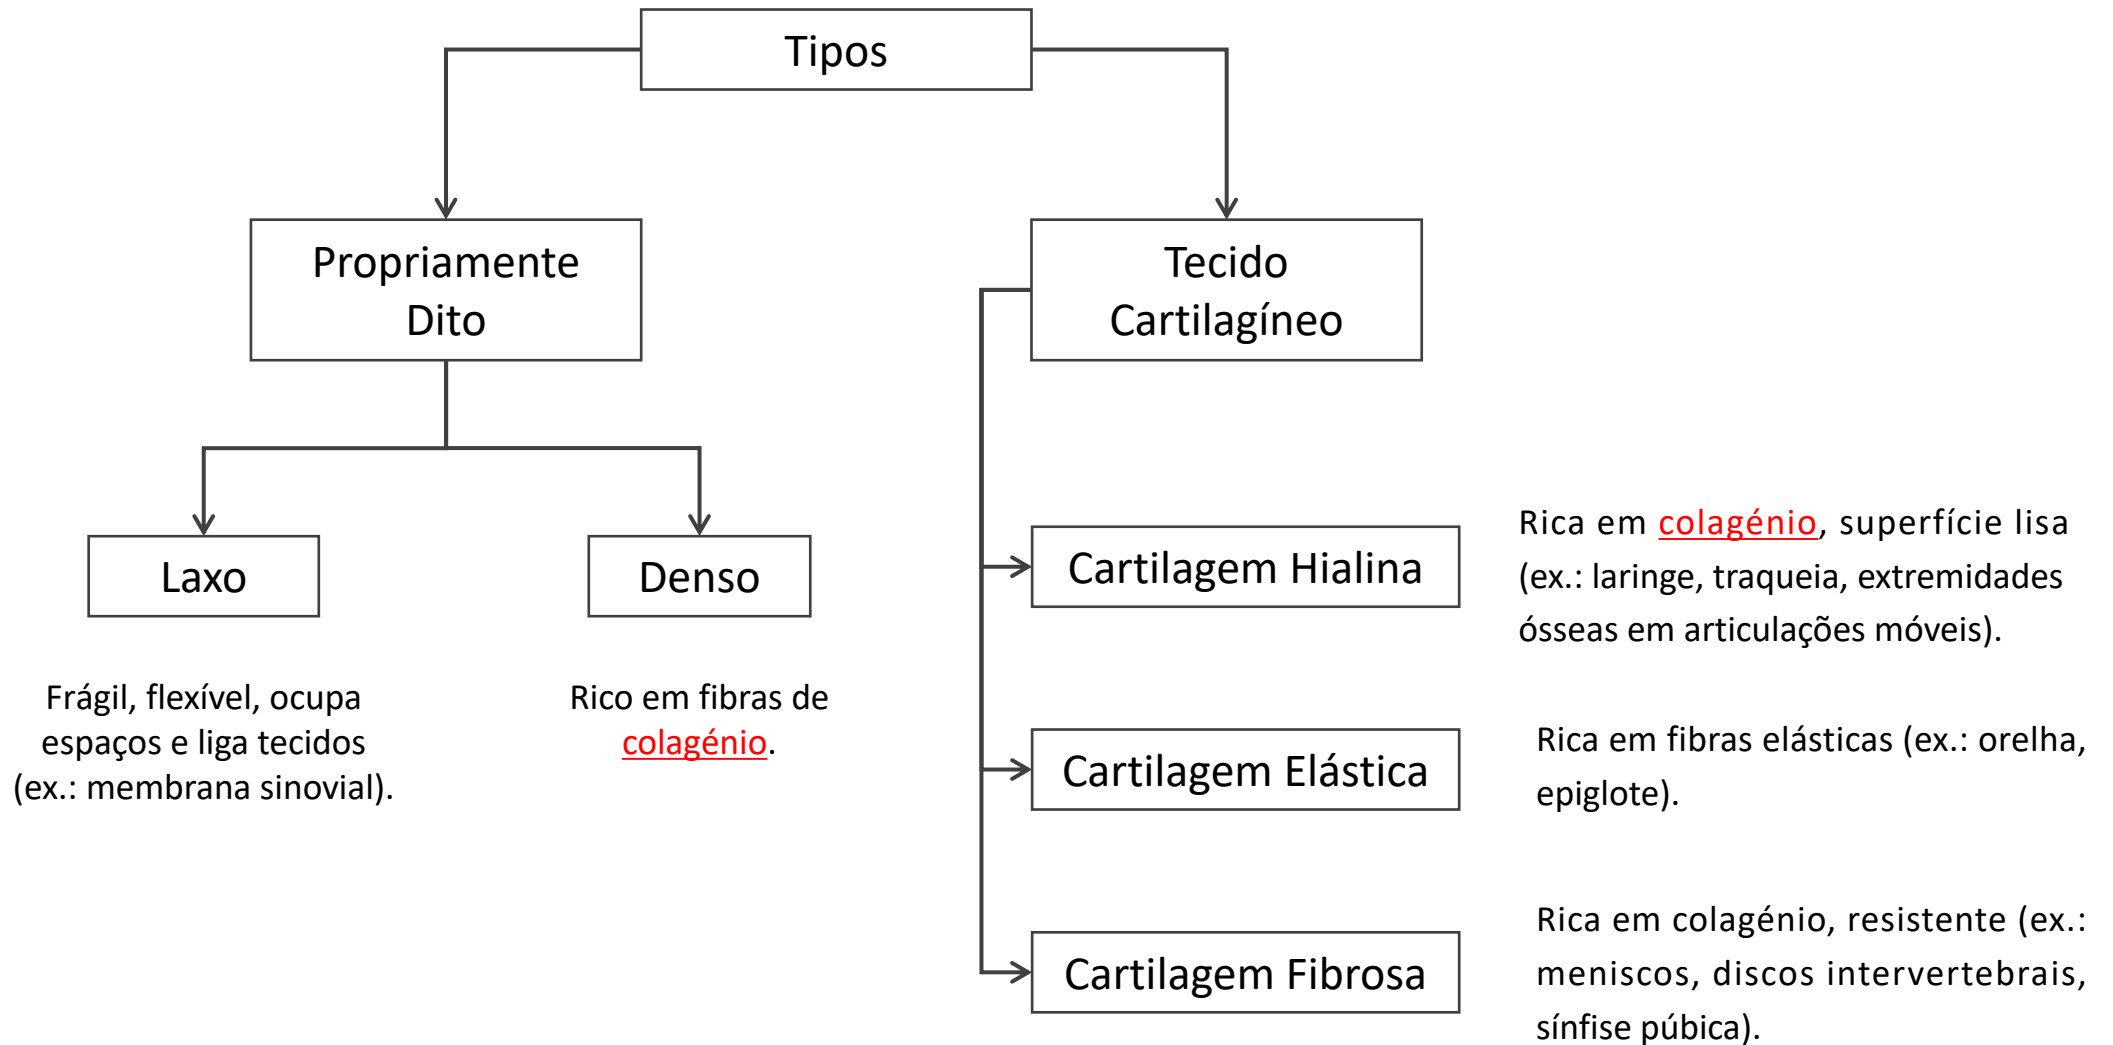 Tipos
Propriamente
Dito
Tecido
Cartilagíneo
Laxo
Denso
Frágil, flexível, ocupa
espaços e liga tecidos
(ex.: membrana sinovial).
Rico em fibras de
colagénio.
Cartilagem Hialina
Rica em colagénio, superfície lisa
(ex.: laringe, traqueia, extremidades
ósseas em articulações móveis).
Cartilagem Elástica
Rica em fibras elásticas (ex.: orelha,
epiglote).
Cartilagem Fibrosa
Rica em colagénio, resistente (ex.:
meniscos, discos intervertebrais,
sínfise púbica).